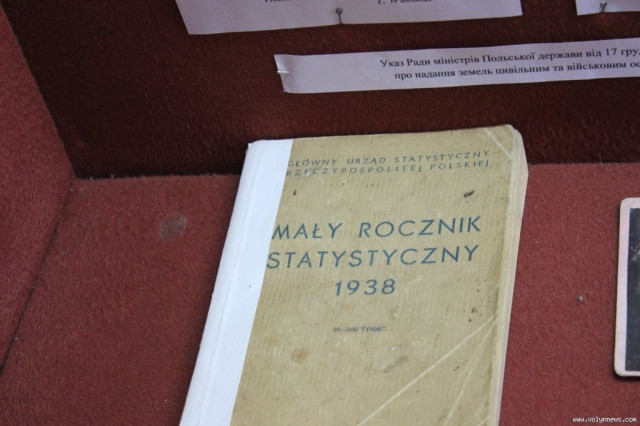 Указ Ради міністрів Польської держави від 17 гру
про надання земель цивільним та військовим ос
GŁÓWNY URZĄD STATYSTYCZNY
RZECZYPOSPOLITEJ POLSKIEJ
MAŁY ROCZNIK
STATYSTYCZNY
1938
www.volynnews.com